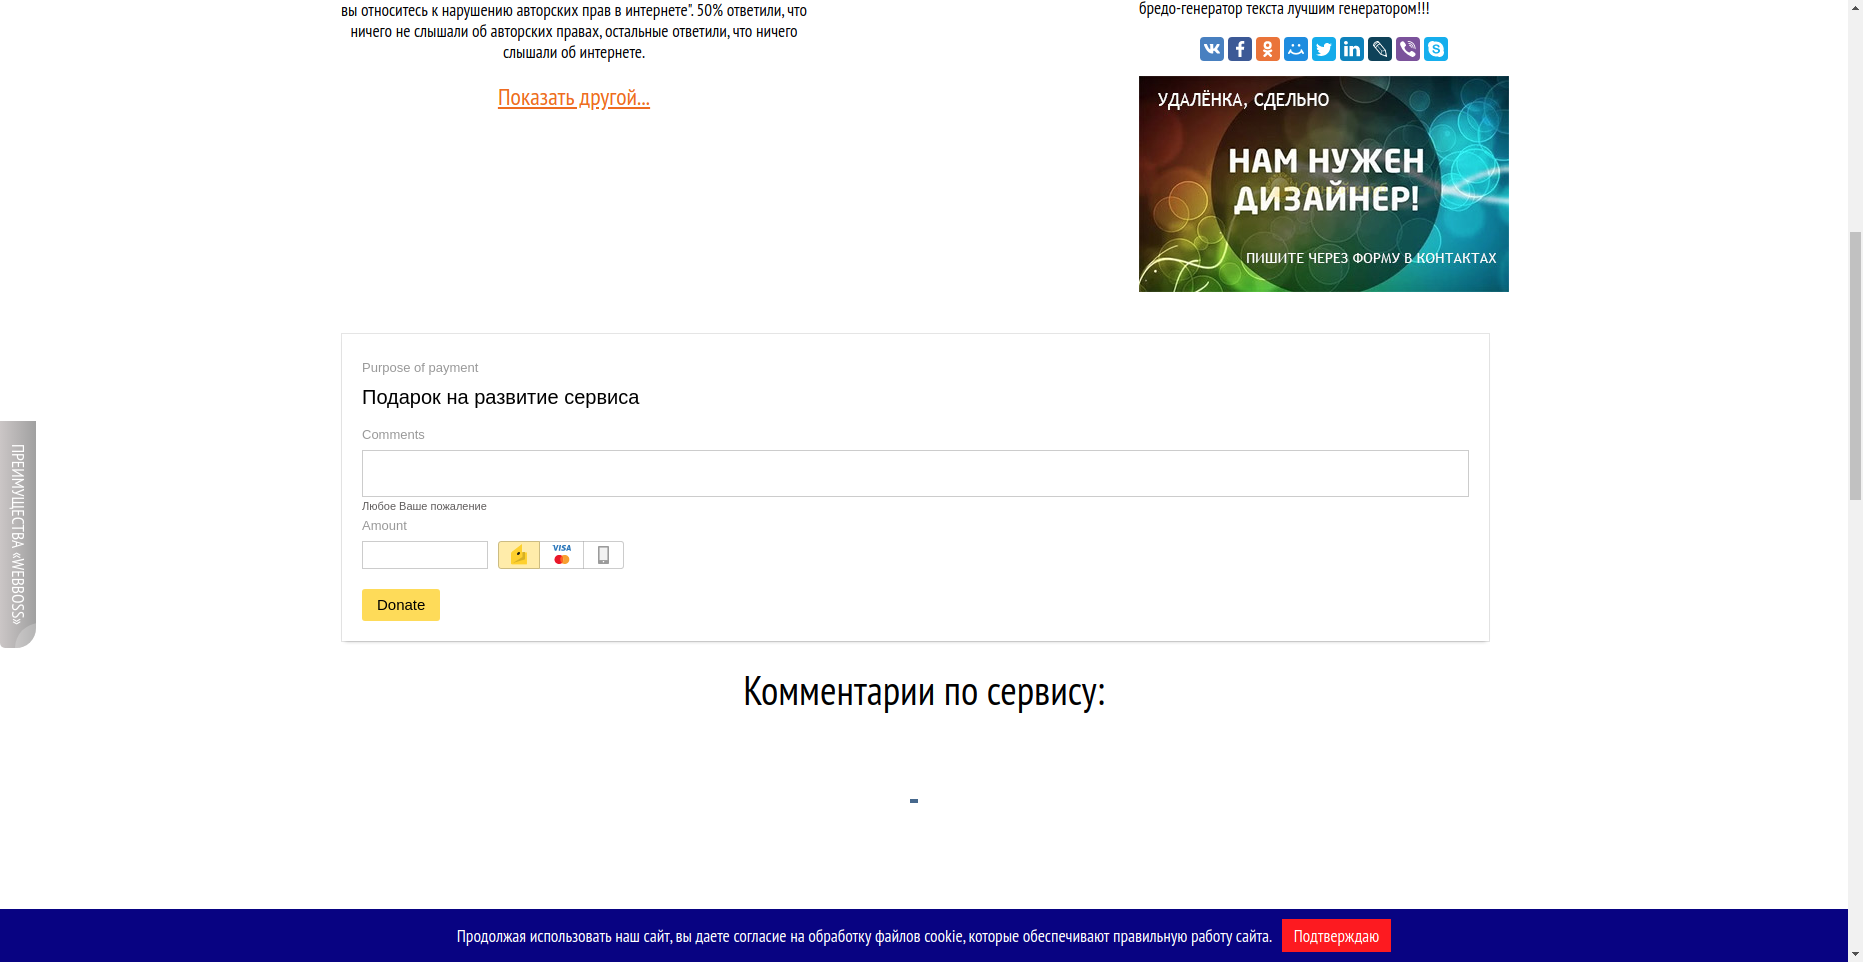 вы относитесь к нарушению авторских прав в интернете". 50% ответили, что
ничего не слышали об авторских правах, остальные ответили, что ничего
слышали об интернете.
Показать другой...
бредо-генератор текста лучшим генератором!!!
УДАЛЁНКА, СДЕЛЬНО
НАМ НУЖЕН
ДИЗАЙНЕР!
ПИШИТЕ ЧЕРЕЗ ФОРМУ В КОНТАКТАХ
ПРЕИМУЩЕСТВА «WEBBOSS»
Purpose of payment
Подарок на развитие сервиса
Comments
Любое Ваше пожаление
Amount
VISA
Donate
Комментарии по сервису:
Продолжая использовать наш сайт, вы даете согласие на обработку файлов cookie, которые обеспечивают правильную работу сайта. Подтверждаю